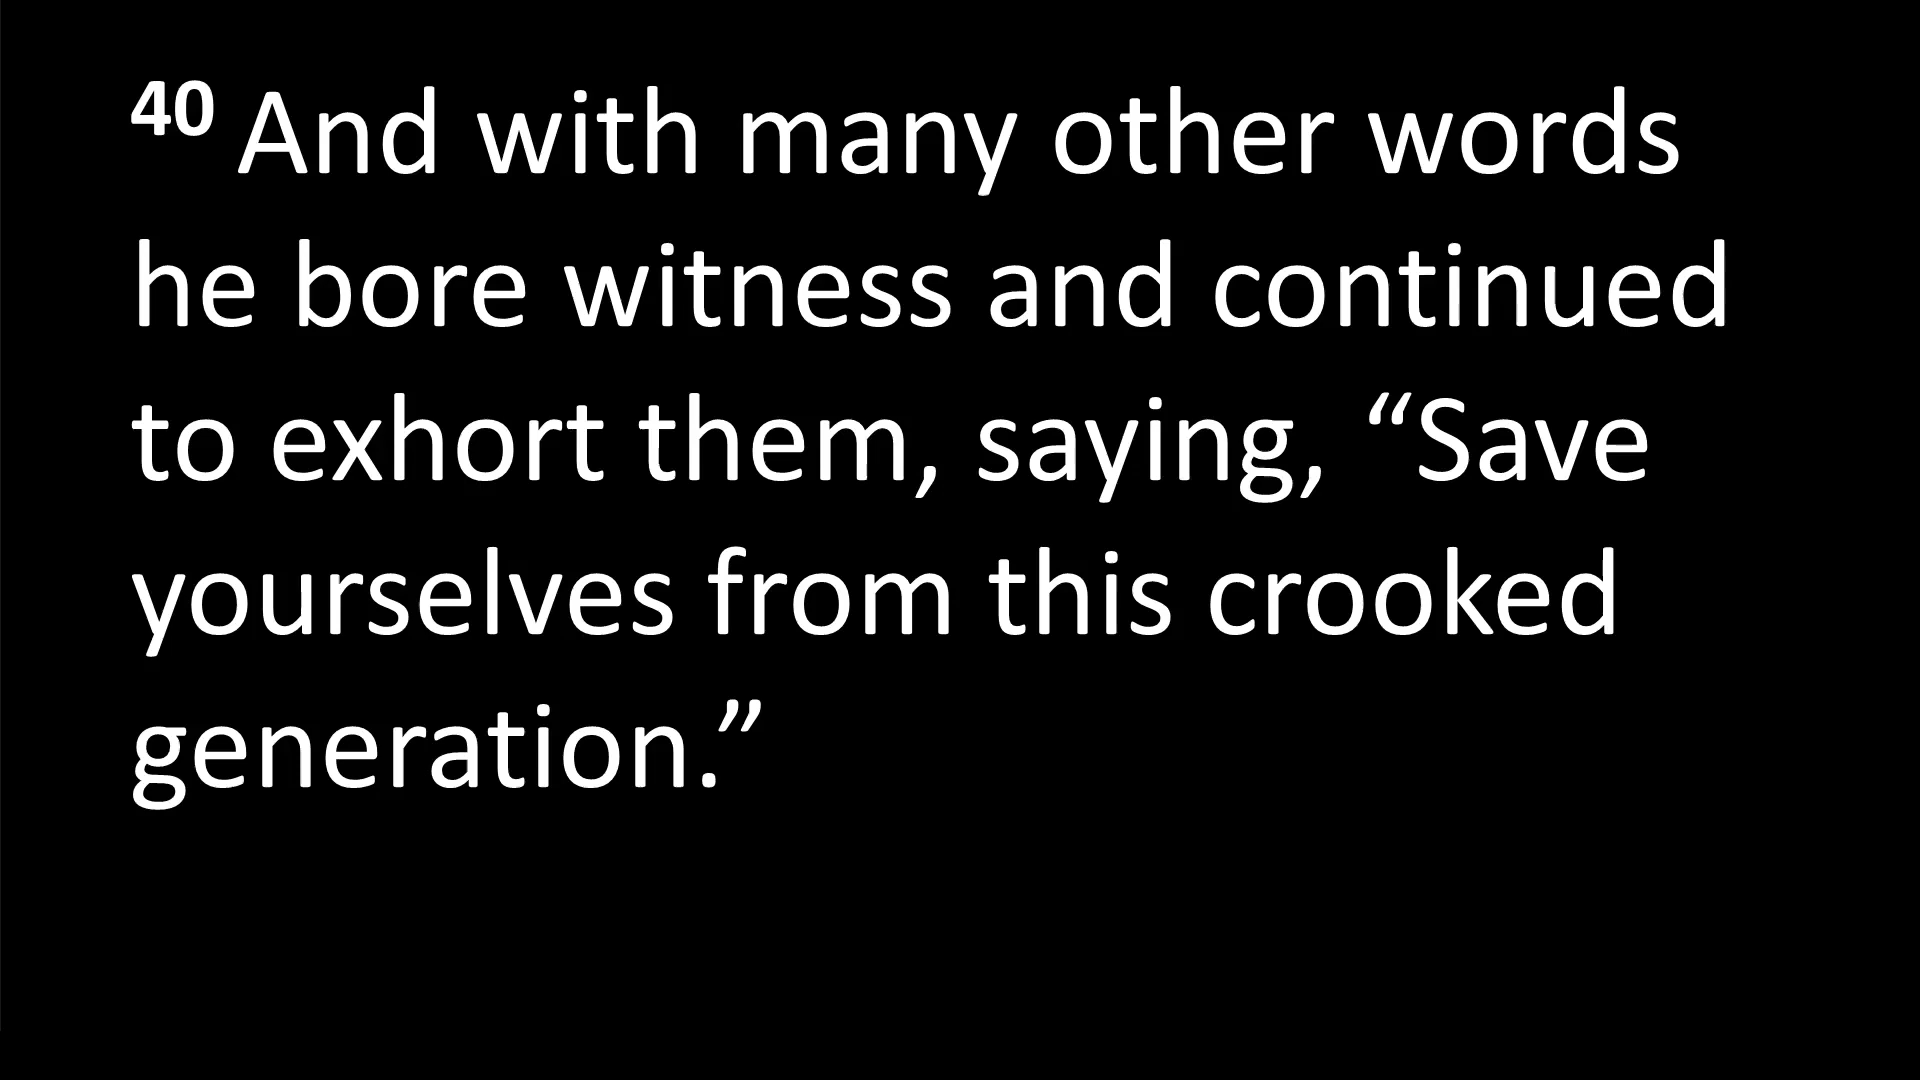 40 And with many other words
he bore witness and continued
to exhort them, saying, “Save
yourselves from this crooked
generation.”